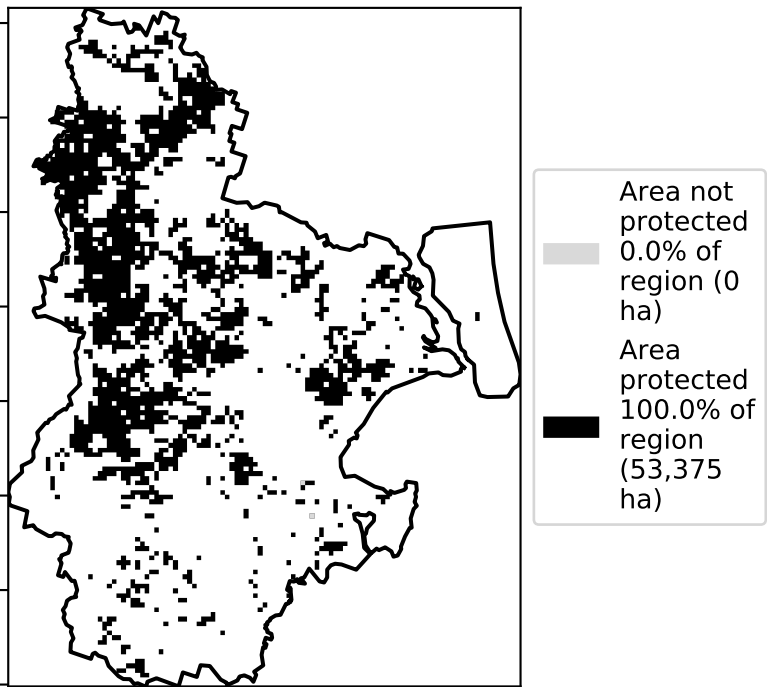 Area not
protected
0.0% of
region (0
ha)
Area
protected
100.0% of
region
(53,375
ha)